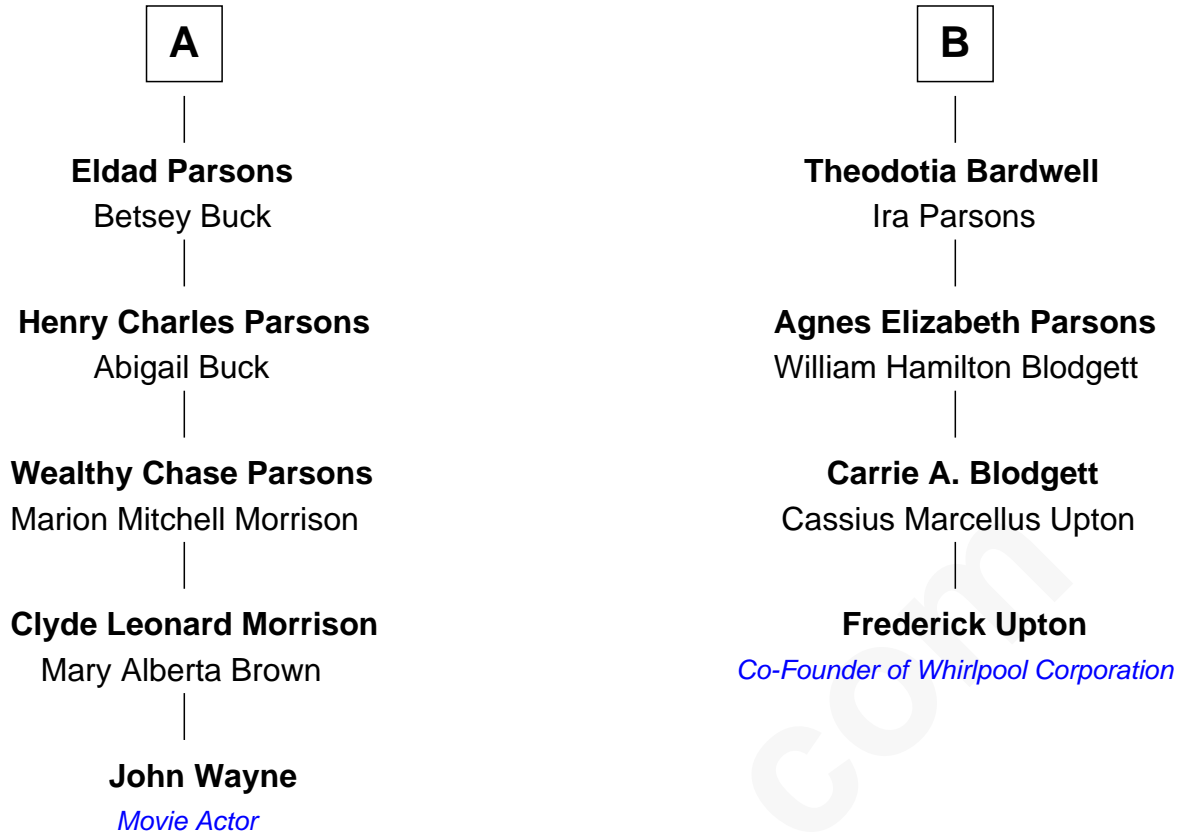 A
Eldad Parsons
Betsey Buck
Henry Charles Parsons
Abigail Buck
Wealthy Chase Parsons
Marion Mitchell Morrison
Clyde Leonard Morrison
Mary Alberta Brown
John Wayne
Movie Actor
B
Theodotia Bardwell
Ira Parsons
Agnes Elizabeth Parsons
William Hamilton Blodgett
Carrie A. Blodgett
Cassius Marcellus Upton
Frederick Upton
Co-Founder of Whirlpool Corporation
com